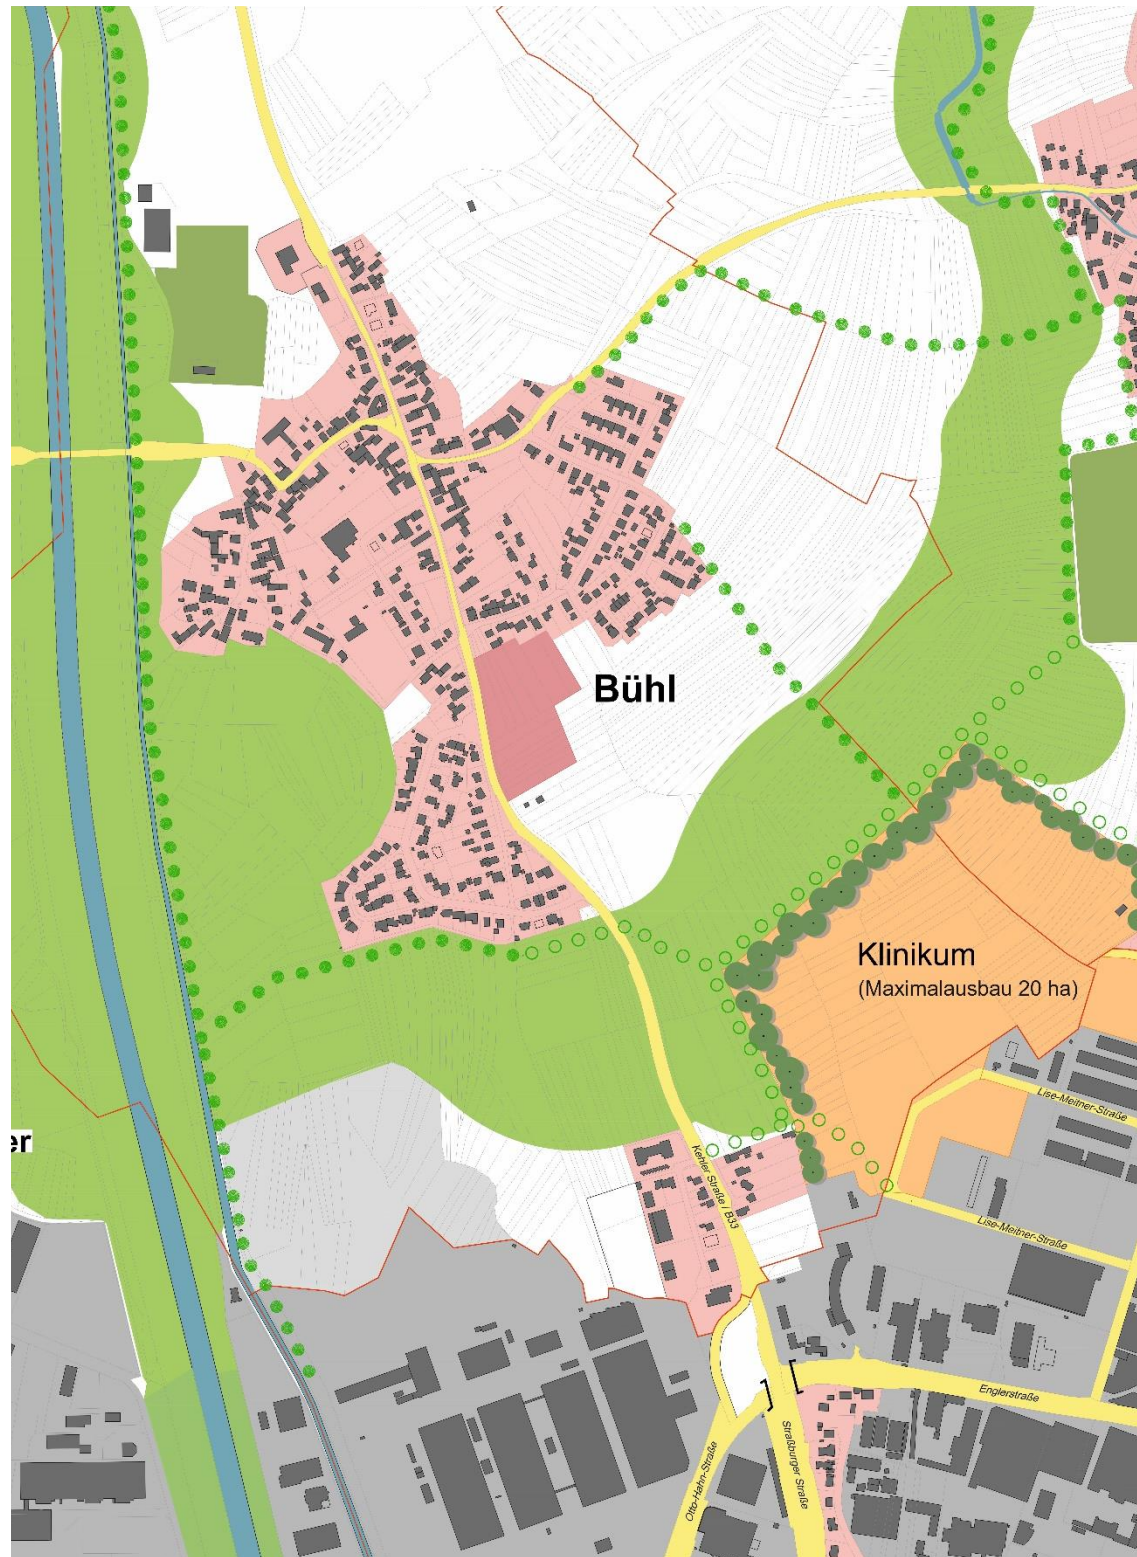 Bühl
Klinikum
(Maximalausbau 20 ha)
Lise-Meitner-Straße
er
Kehler Straße / B33
Lise-Meitner-Straße
Englerstraße
Otto-Hahn-Straße
Straßburger Straße